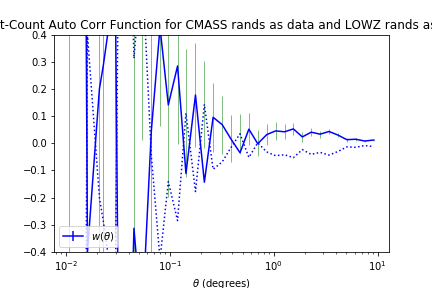 t-Count Auto Corr Function for CMASS rands as data and LOWZ rands as
0.4
0.3
0.2
0.1
0.0
−0.1
−0.2
−0.3
−0.4
w(θ)
10⁻² 10⁻¹ 10⁰ 10¹
θ (degrees)